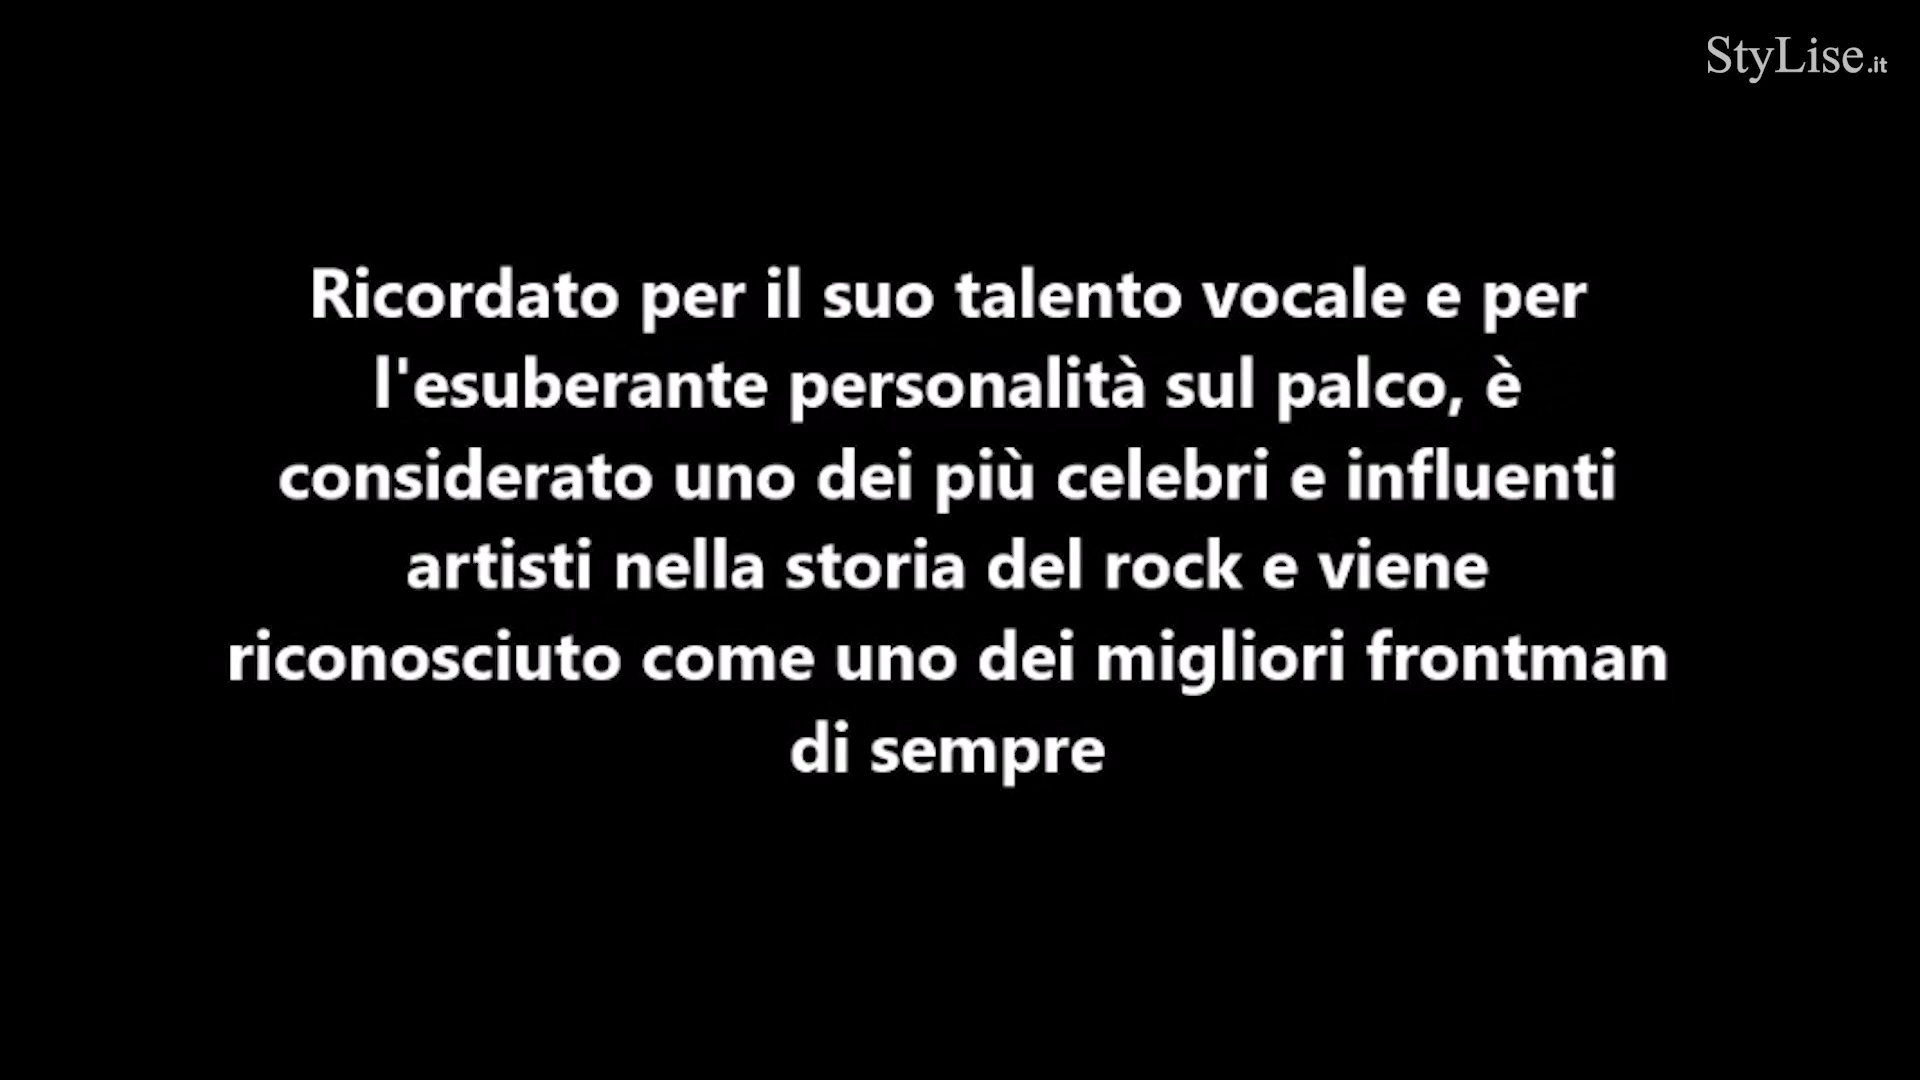 StyLise.it
Ricordato per il suo talento vocale e per
l'esuberante personalità sul palco, è
considerato uno dei più celebri e influenti
artisti nella storia del rock e viene
riconosciuto come uno dei migliori frontman
di sempre